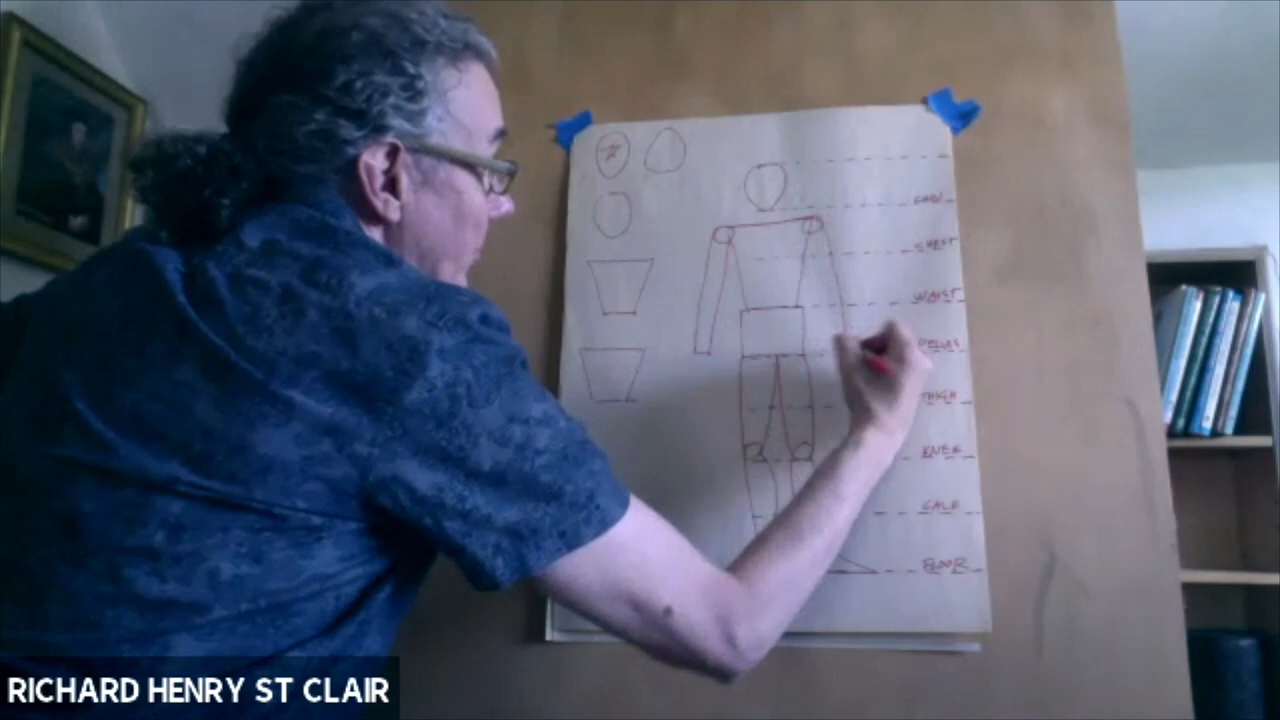 CHIN
CHEST
WAIST
PELVIS
THIGH
KNEE
CALF
FLOOR
RICHARD HENRY ST CLAIR